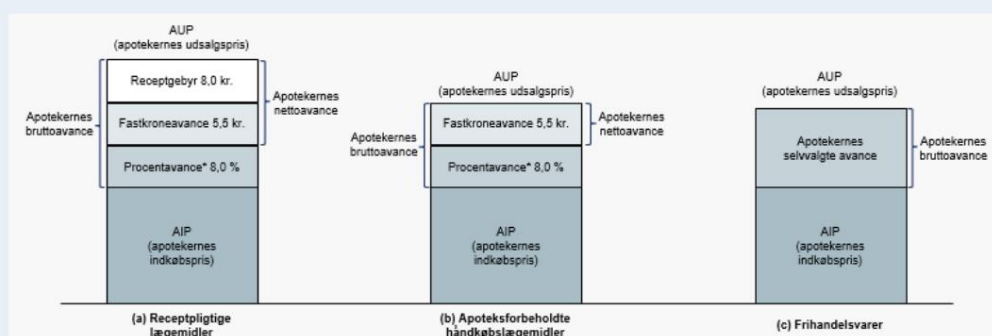 AUP
(apotekernes udsalgspris)
Receptgebyr 8,0 kr.
Fastkroneavance 5,5 kr.
Procentavance* 8,0 %
AIP
(apotekernes
indkøbspris)
Apotekernes
bruttoavance
Apotekernes
nettoavance
(a) Receptpligtige
lægemidler
AUP
(apotekernes udsalgspris)
Fastkroneavance 5,5 kr.
Procentavance* 8,0 %
AIP
(apotekernes
indkøbspris)
Apotekernes
bruttoavance
Apotekernes
nettoavance
(b) Apoteksforbeholdte
håndkøbslægemidler
AUP
(apotekernes udsalgspris)
Apotekernes
selvvalgte avance
AIP
(apotekernes
indkøbspris)
Apotekernes
bruttoavance
(c) Frihandelsvarer